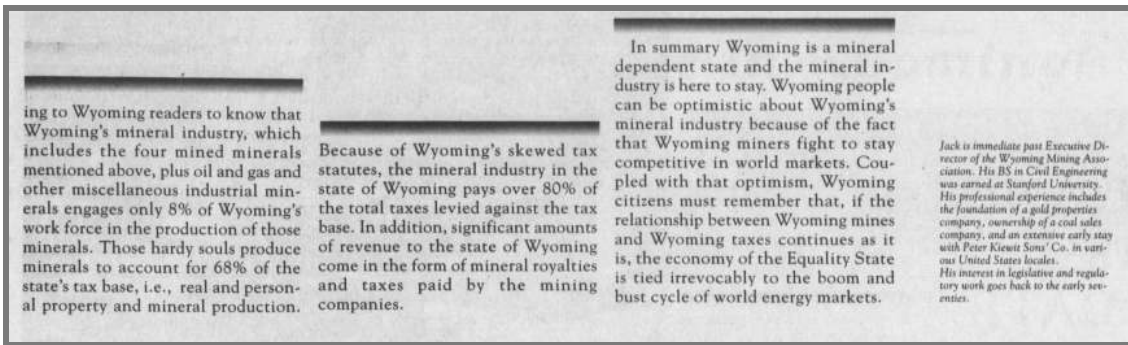 ing to Wyoming readers to know that
Wyoming's mineral industry, which
includes the four mined minerals
mentioned above, plus oil and gas and
other miscellaneous industrial min-
erals engages only 8% of Wyoming's
work force in the production of those
minerals. Those hardy souls produce
minerals to account for 68% of the
state's tax base, i.e., real and person-
al property and mineral production.
Because of Wyoming's skewed tax
statutes, the mineral industry in the
state of Wyoming pays over 80% of
the total taxes levied against the tax
base. In addition, significant amounts
of revenue to the state of Wyoming
come in the form of mineral royalties
and taxes paid by the mining
companies.
In summary Wyoming is a mineral
dependent state and the mineral in-
dustry is here to stay. Wyoming people
can be optimistic about Wyoming's
mineral industry because of the fact
that Wyoming miners fight to stay
competitive in world markets. Cou-
pled with that optimism, Wyoming
citizens must remember that, if the
relationship between Wyoming mines
and Wyoming taxes continues as it
is, the economy of the Equality State
is tied irrevocably to the boom and
bust cycle of world energy markets.
Jack is immediate past Executive Di-
rector of the Wyoming Mining Asso-
ciation. His BS in Civil Engineering
was earned at Stanford University.
His professional experience includes
the foundation of a gold properties
company, ownership of a coal sales
company, and an extensive early stay
with Peter Kiewit Sons' Co. in vari-
ous United States locales.
His interest in legislative and regula-
tory work goes back to the early sev-
enties.